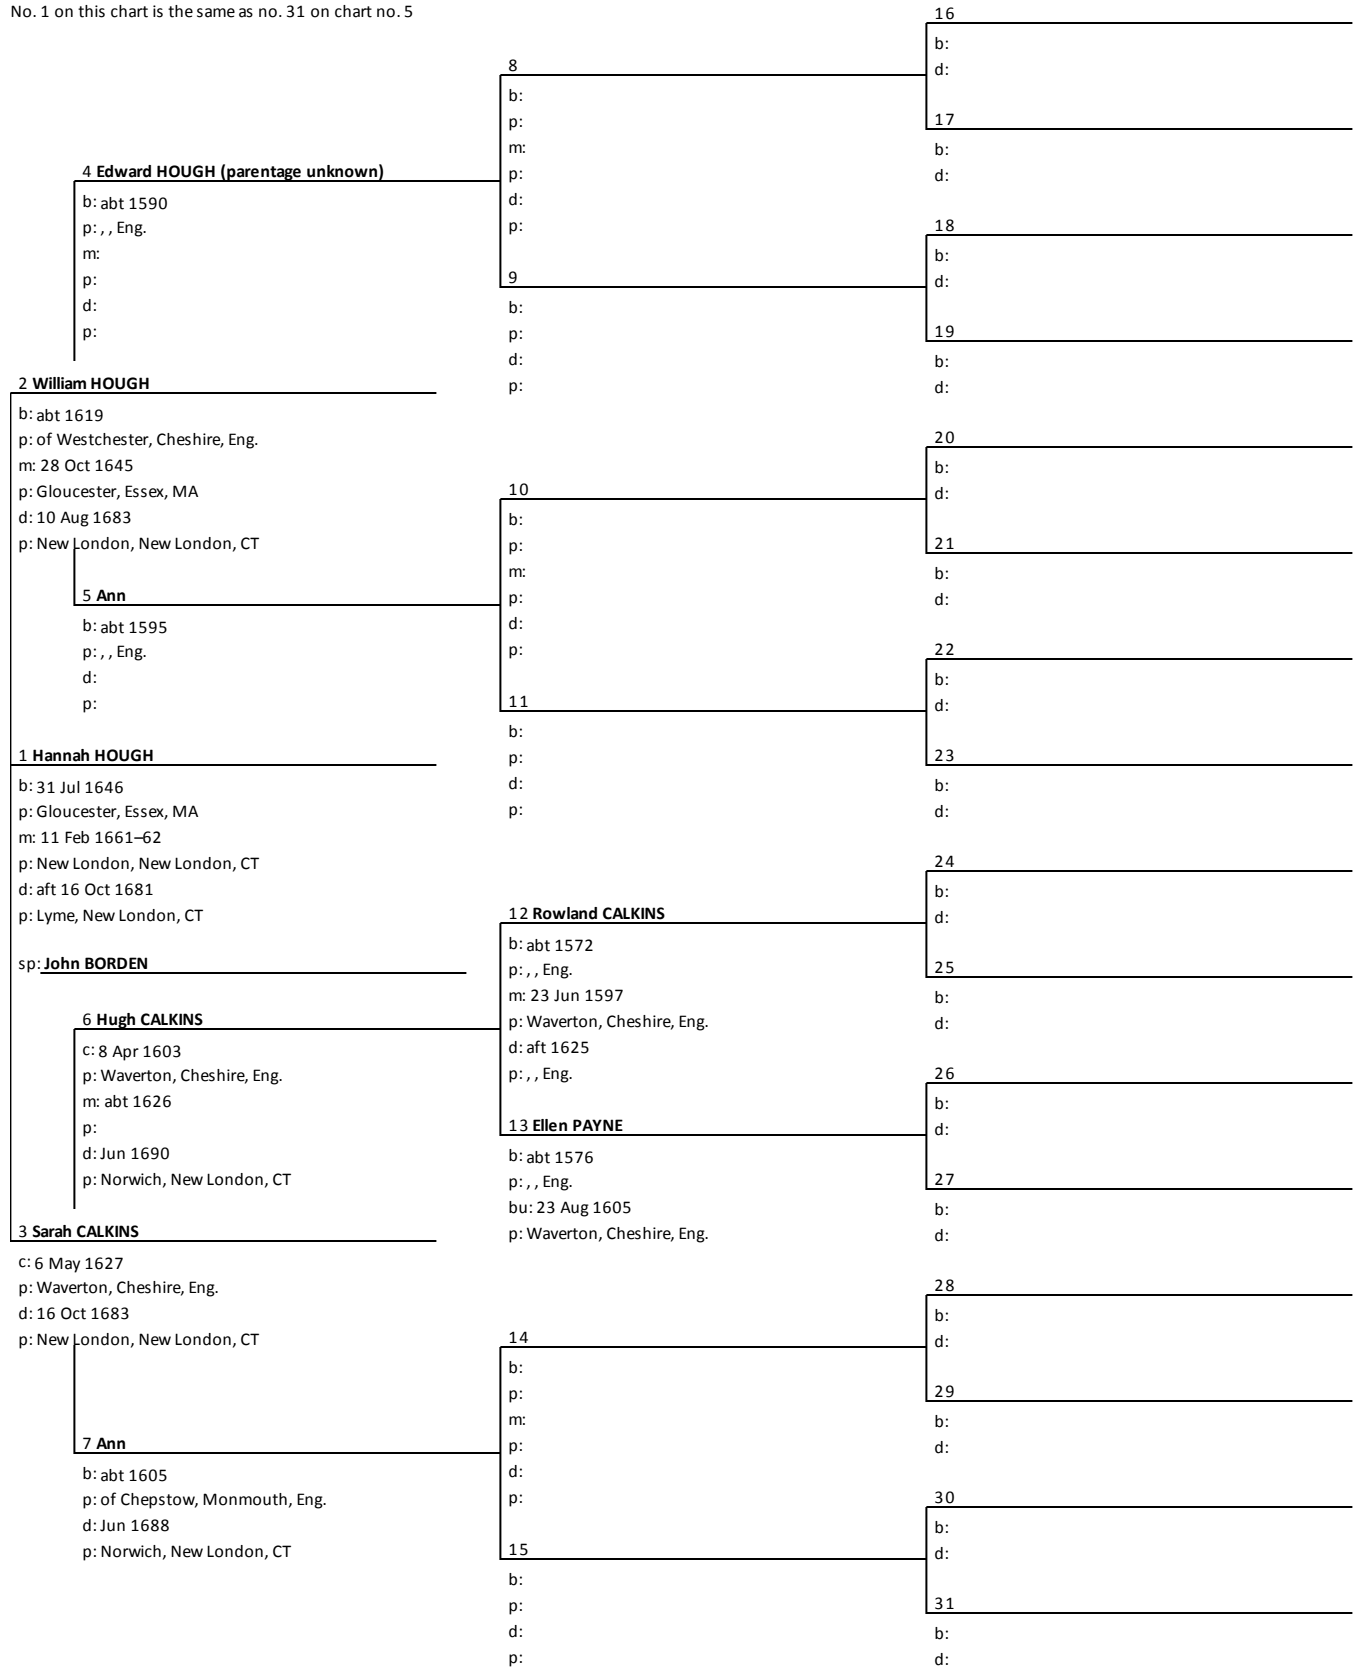 No. 1 on this chart is the same as no. 31 on chart no. 5
2 William HOUGH
b: abt 1619
p: of Westchester, Cheshire, Eng.
m: 28 Oct 1645
p: Gloucester, Essex, MA
d: 10 Aug 1683
p: New London, New London, CT
1 Hannah HOUGH
b: 31 Jul 1646
p: Gloucester, Essex, MA
m: 11 Feb 1661–62
p: New London, New London, CT
d: aft 16 Oct 1681
p: Lyme, New London, CT
sp: John BORDEN
3 Sarah CALKINS
c: 6 May 1627
p: Waverton, Cheshire, Eng.
d: 16 Oct 1683
p: New London, New London, CT
4 Edward HOUGH (parentage unknown)
b: abt 1590
p: , , Eng.
m:
p:
d:
p:
5 Ann
b: abt 1595
p: , , Eng.
d:
p:
6 Hugh CALKINS
c: 8 Apr 1603
p: Waverton, Cheshire, Eng.
m: abt 1626
p:
d: Jun 1690
p: Norwich, New London, CT
7 Ann
b: abt 1605
p: of Chepstow, Monmouth, Eng.
d: Jun 1688
p: Norwich, New London, CT
8
b:
p:
m:
p:
d:
p:
9
b:
p:
d:
p:
10
b:
p:
m:
p:
d:
p:
11
b:
p:
d:
p:
12 Rowland CALKINS
b: abt 1572
p: , , Eng.
m: 23 Jun 1597
p: Waverton, Cheshire, Eng.
d: aft 1625
p: , , Eng.
13 Ellen PAYNE
b: abt 1576
p: , , Eng.
bu: 23 Aug 1605
p: Waverton, Cheshire, Eng.
14
b:
p:
m:
p:
d:
p:
15
b:
p:
d:
p:
16
b:
d:
17
b:
d:
18
b:
d:
19
b:
d:
20
b:
d:
21
b:
d:
22
b:
d:
23
b:
d:
24
b:
d:
25
b:
d:
26
b:
d:
27
b:
d:
28
b:
d:
29
b:
d:
30
b:
d:
31
b:
d: